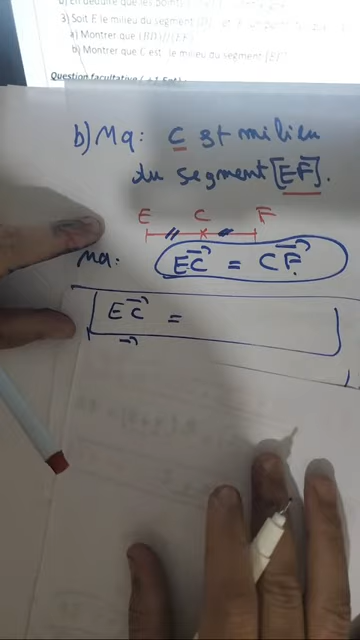 3) Soit E le milieu du segment
a) Montrer que
b) Montrer que C est le milieu du segment [E
Question facultative
b) Mq: C est milieu
du segment [EF].
E C F
Mq: EC = CF
EC =